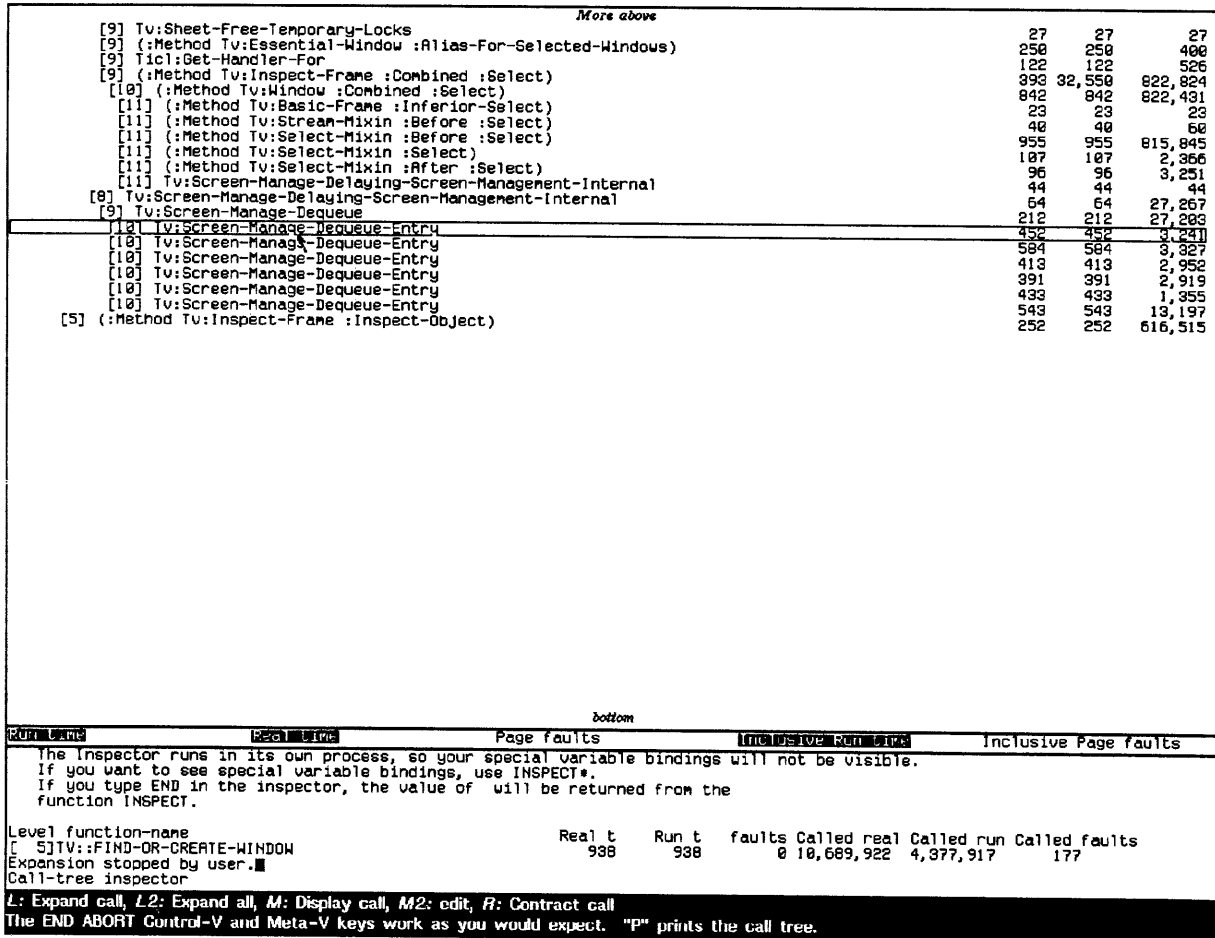 More above
[9] Tv:Sheet-Free-Temporary-Locks 27 27 27
[9] (:Method Tv:Essential-Window :Alias-For-Selected-Windows) 250 250 400
[9] Ticl:Get-Handler-For 122 122 526
[9] (:Method Tv:Inspect-Frame :Combined :Select) 393 32,550 822,824
[10] (:Method Tv:Window :Combined :Select) 842 842 822,431
[11] (:Method Tv:Basic-Frame :Inferior-Select) 23 23 23
[11] (:Method Tv:Stream-Mixin :Before :Select) 40 40 60
[11] (:Method Tv:Select-Mixin :Before :Select) 955 955 815,845
[11] (:Method Tv:Select-Mixin :Select) 107 107 2,366
[11] (:Method Tv:Select-Mixin :After :Select) 96 96 3,251
[11] Tv:Screen-Manage-Delaying-Screen-Management-Internal 44 44 44
[8] Tv:Screen-Manage-Delaying-Screen-Management-Internal 64 64 27,267
[9] Tv:Screen-Manage-Dequeue 212 212 27,203
[10] Tv:Screen-Manage-Dequeue-Entry 452 452 3,241
[10] Tv:Screen-Manage-Dequeue-Entry 584 584 3,327
[10] Tv:Screen-Manage-Dequeue-Entry 413 413 2,952
[10] Tv:Screen-Manage-Dequeue-Entry 391 391 2,919
[10] Tv:Screen-Manage-Dequeue-Entry 433 433 1,355
[10] Tv:Screen-Manage-Dequeue-Entry 543 543 13,197
[5] (:Method Tv:Inspect-Frame :Inspect-Object) 252 252 616,515
bottom
Run time Real time Page faults Inclusive Run time Inclusive Page faults
The Inspector runs in its own process, so your special variable bindings will not be visible.
If you want to see special variable bindings, use INSPECT*.
If you type END in the inspector, the value of will be returned from the
function INSPECT.
Level function-name Real t Run t faults Called real Called run Called faults
[ 5]TV::FIND-OR-CREATE-WINDOW 938 938 0 10,689,922 4,377,917 177
Expansion stopped by user.
Call-tree inspector
L: Expand call, L2: Expand all, M: Display call, M2: edit, R: Contract call
The END ABORT Control-V and Meta-V keys work as you would expect. "P" prints the call tree.